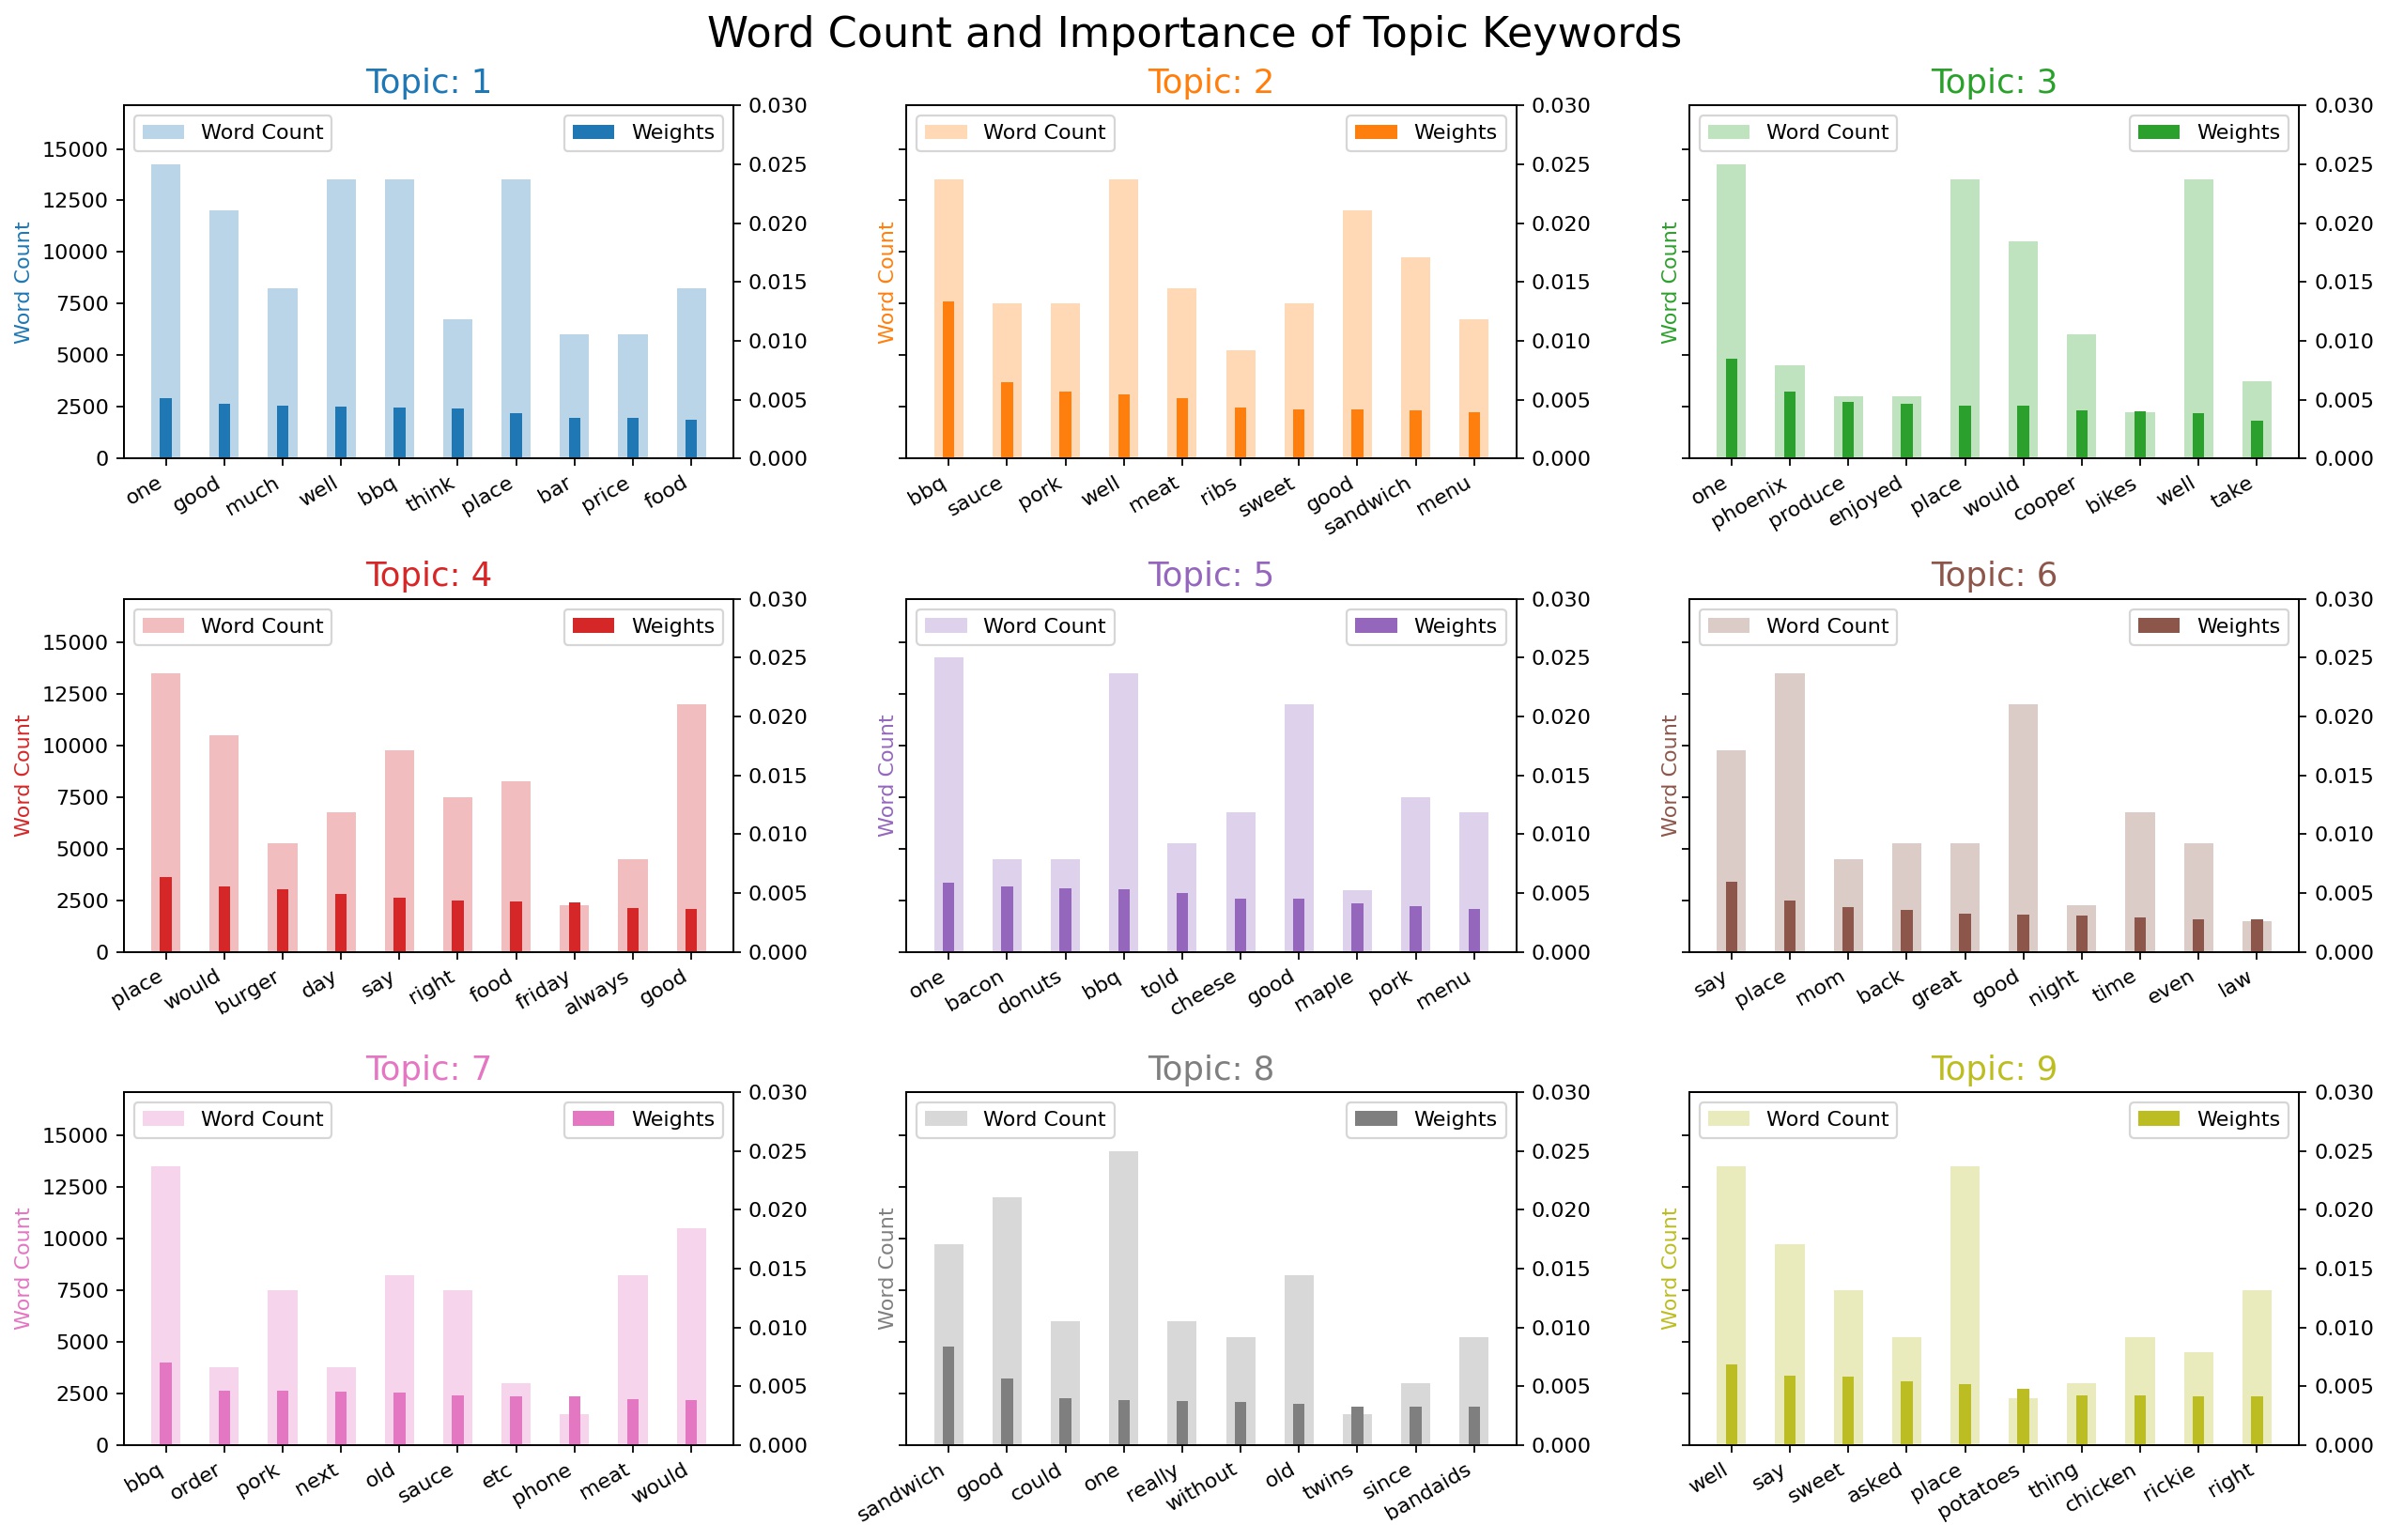 Word Count and Importance of Topic Keywords
Topic: 1
Word Count
Weights
Word Count
15000
12500
10000
7500
5000
2500
0
0.030
0.025
0.020
0.015
0.010
0.005
0.000
one good much well bbq think place bar price food
Topic: 2
Word Count
Weights
Word Count
0.030
0.025
0.020
0.015
0.010
0.005
0.000
bbq sauce pork well meat ribs sweet good sandwich menu
Topic: 3
Word Count
Weights
Word Count
0.030
0.025
0.020
0.015
0.010
0.005
0.000
one phoenix produce enjoyed place would cooper bikes well take
Topic: 4
Word Count
Weights
Word Count
15000
12500
10000
7500
5000
2500
0
0.030
0.025
0.020
0.015
0.010
0.005
0.000
place would burger day say right food friday always good
Topic: 5
Word Count
Weights
Word Count
0.030
0.025
0.020
0.015
0.010
0.005
0.000
one bacon donuts bbq told cheese good maple pork menu
Topic: 6
Word Count
Weights
Word Count
0.030
0.025
0.020
0.015
0.010
0.005
0.000
say place mom back great good night time even law
Topic: 7
Word Count
Weights
Word Count
15000
12500
10000
7500
5000
2500
0
0.030
0.025
0.020
0.015
0.010
0.005
0.000
bbq order pork next old sauce etc phone meat would
Topic: 8
Word Count
Weights
Word Count
0.030
0.025
0.020
0.015
0.010
0.005
0.000
sandwich good could one really without old twins since bandaids
Topic: 9
Word Count
Weights
Word Count
0.030
0.025
0.020
0.015
0.010
0.005
0.000
well say sweet asked place potatoes thing chicken rickie right